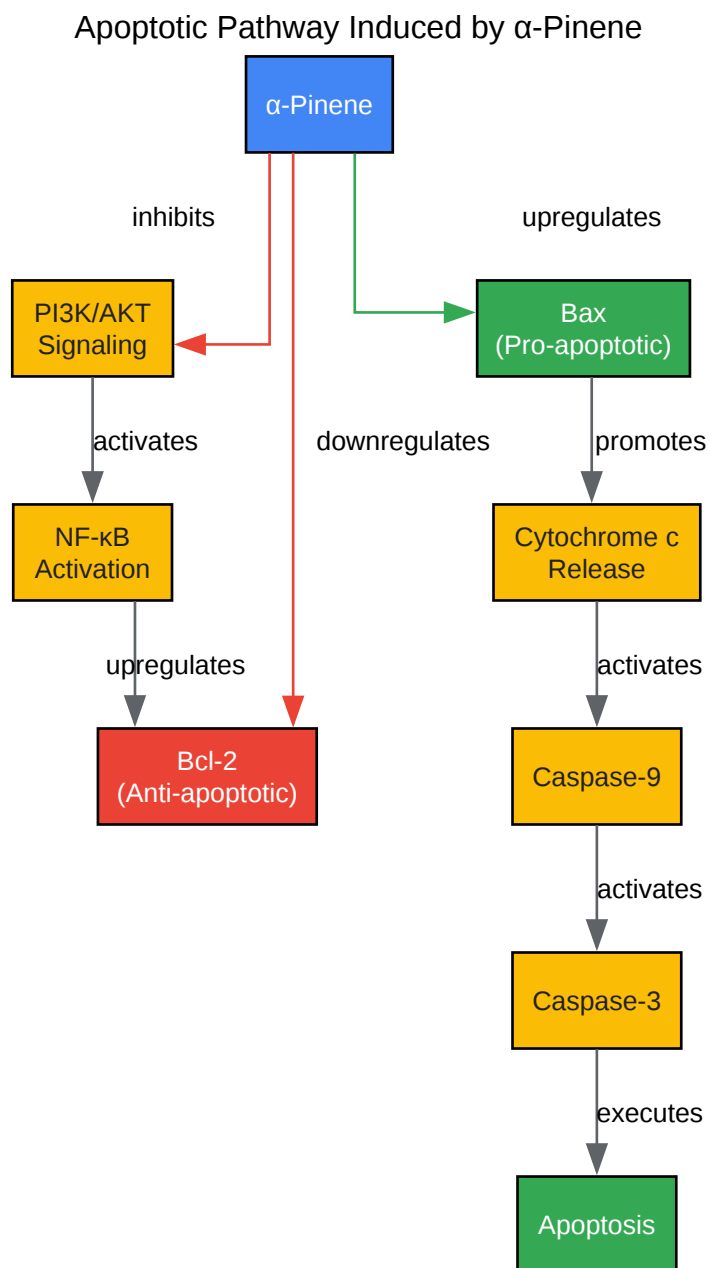 Apoptotic Pathway Induced by α-Pinene
α-Pinene
inhibits
upregulates
PI3K/AKT
Signaling
Bax
(Pro-apoptotic)
activates
downregulates
promotes
NF-κB
Activation
Cytochrome c
Release
upregulates
activates
Bcl-2
(Anti-apoptotic)
Caspase-9
activates
Caspase-3
executes
Apoptosis